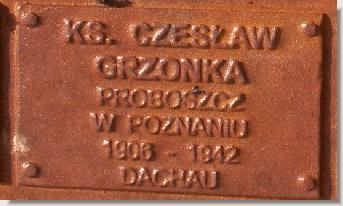 KS. CZESŁAW
GRZONKA
PROBOSZCZ
W POZNANIU
1906 - 1942
DACHAU